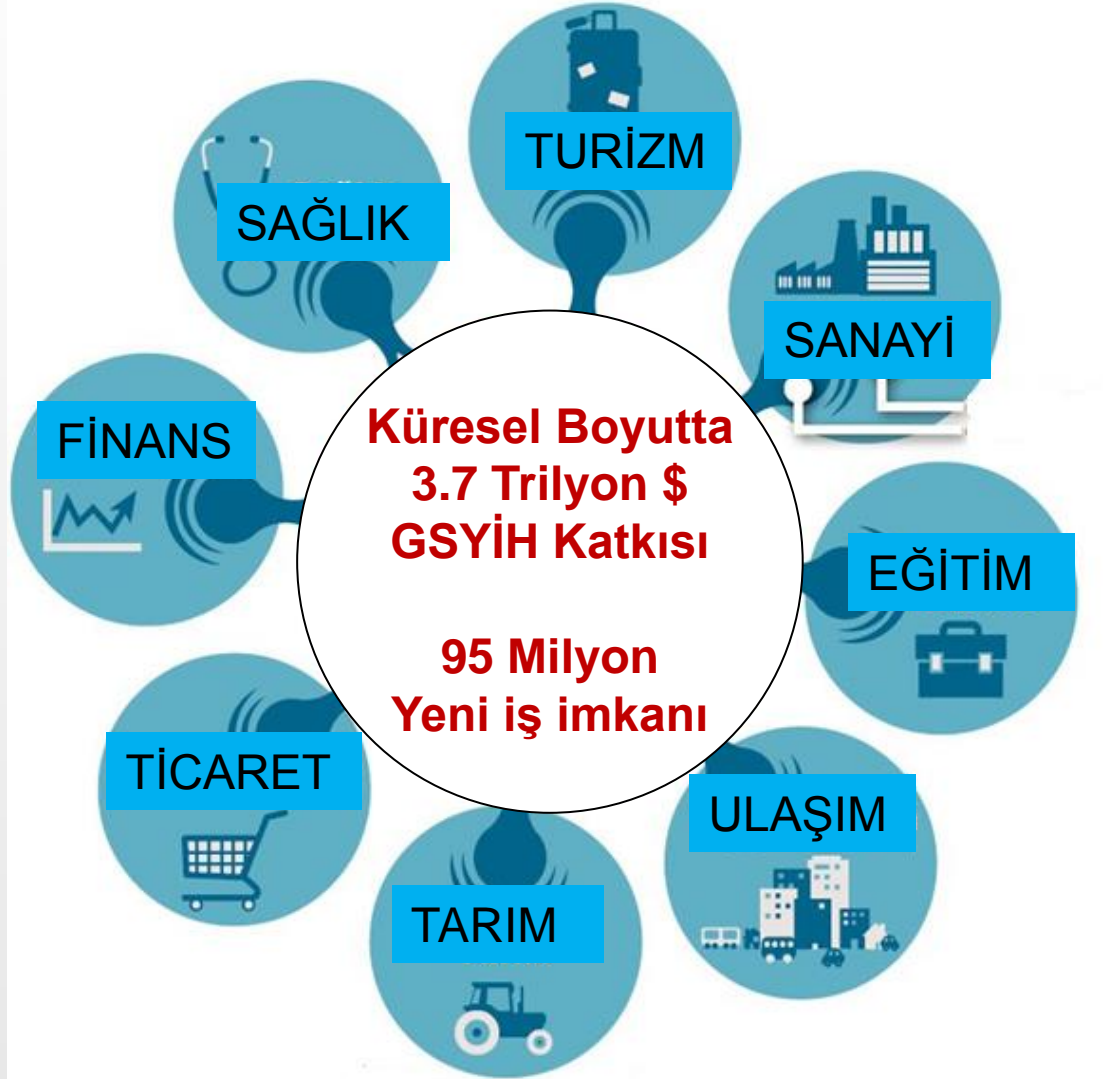 TURİZM
SAĞLIK
SANAYİ
FİNANS
Küresel Boyutta
3.7 Trilyon $
GSYİH Katkısı
95 Milyon
Yeni iş imkanı
EĞİTİM
TİCARET
ULAŞIM
TARIM